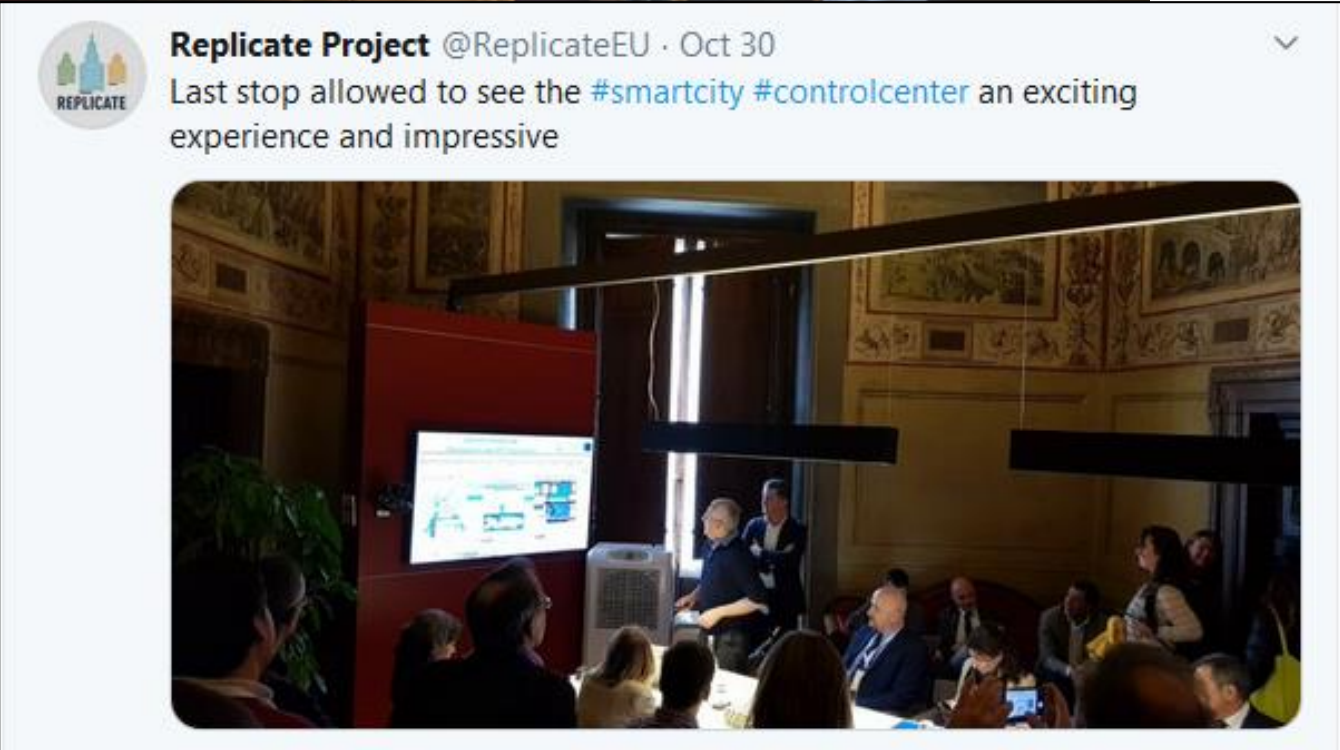 Replicate Project @ReplicateEU · Oct 30
REPLICATE
Last stop allowed to see the #smartcity #controlcenter an exciting
experience and impressive